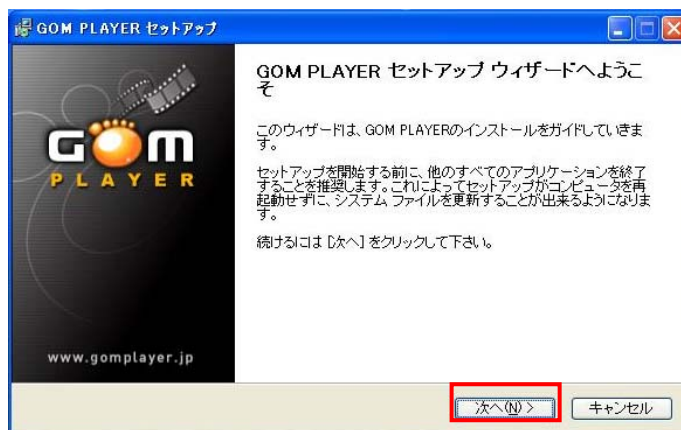 GOM PLAYER セットアップ
GOM PLAYER セットアップ ウィザードへようこ
そ
GOM
PLAYER
このウィザードは、GOM PLAYERのインストールをガイドしていきま
す。
セットアップを開始する前に、他のすべてのアプリケーションを終了
することを推奨します。これによってセットアップがコンピュータを再
起動せずに、システム ファイルを更新することが出来るようになりま
す。
続けるには [次へ] をクリックして下さい。
www.gomplayer.jp
次へ(N) >
キャンセル